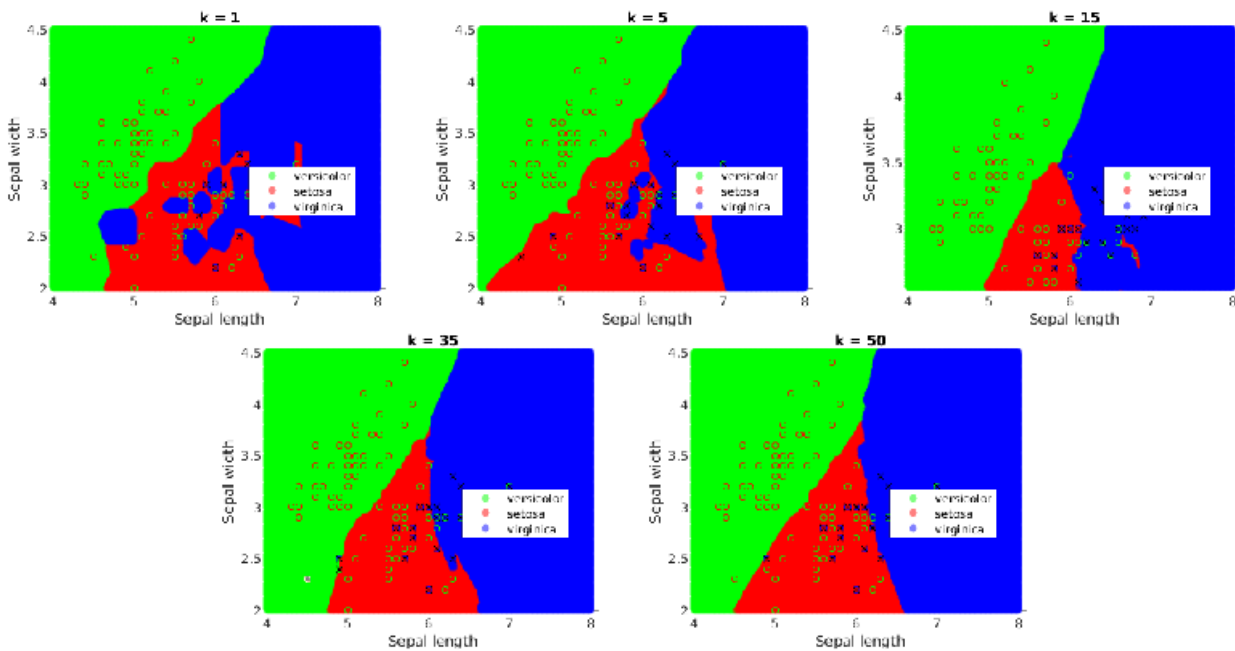 k = 1
4.5
4
3.5
3
2.5
2
4
5
6
7
8
Sepal width
Sepal length
versicolor
setosa
virginica
k = 5
4.5
4
3.5
3
2.5
2
4
5
6
7
8
Sepal width
Sepal length
versicolor
setosa
virginica
k = 15
4.5
4
3.5
3
4
5
6
7
8
Sepal width
Sepal length
versicolor
setosa
virginica
k = 35
4.5
4
3.5
3
2.5
2
4
5
6
7
8
Sepal width
Sepal length
versicolor
setosa
virginica
k = 50
4.5
4
3.5
3
2.5
2
4
5
6
7
8
Sepal width
Sepal length
versicolor
setosa
virginica